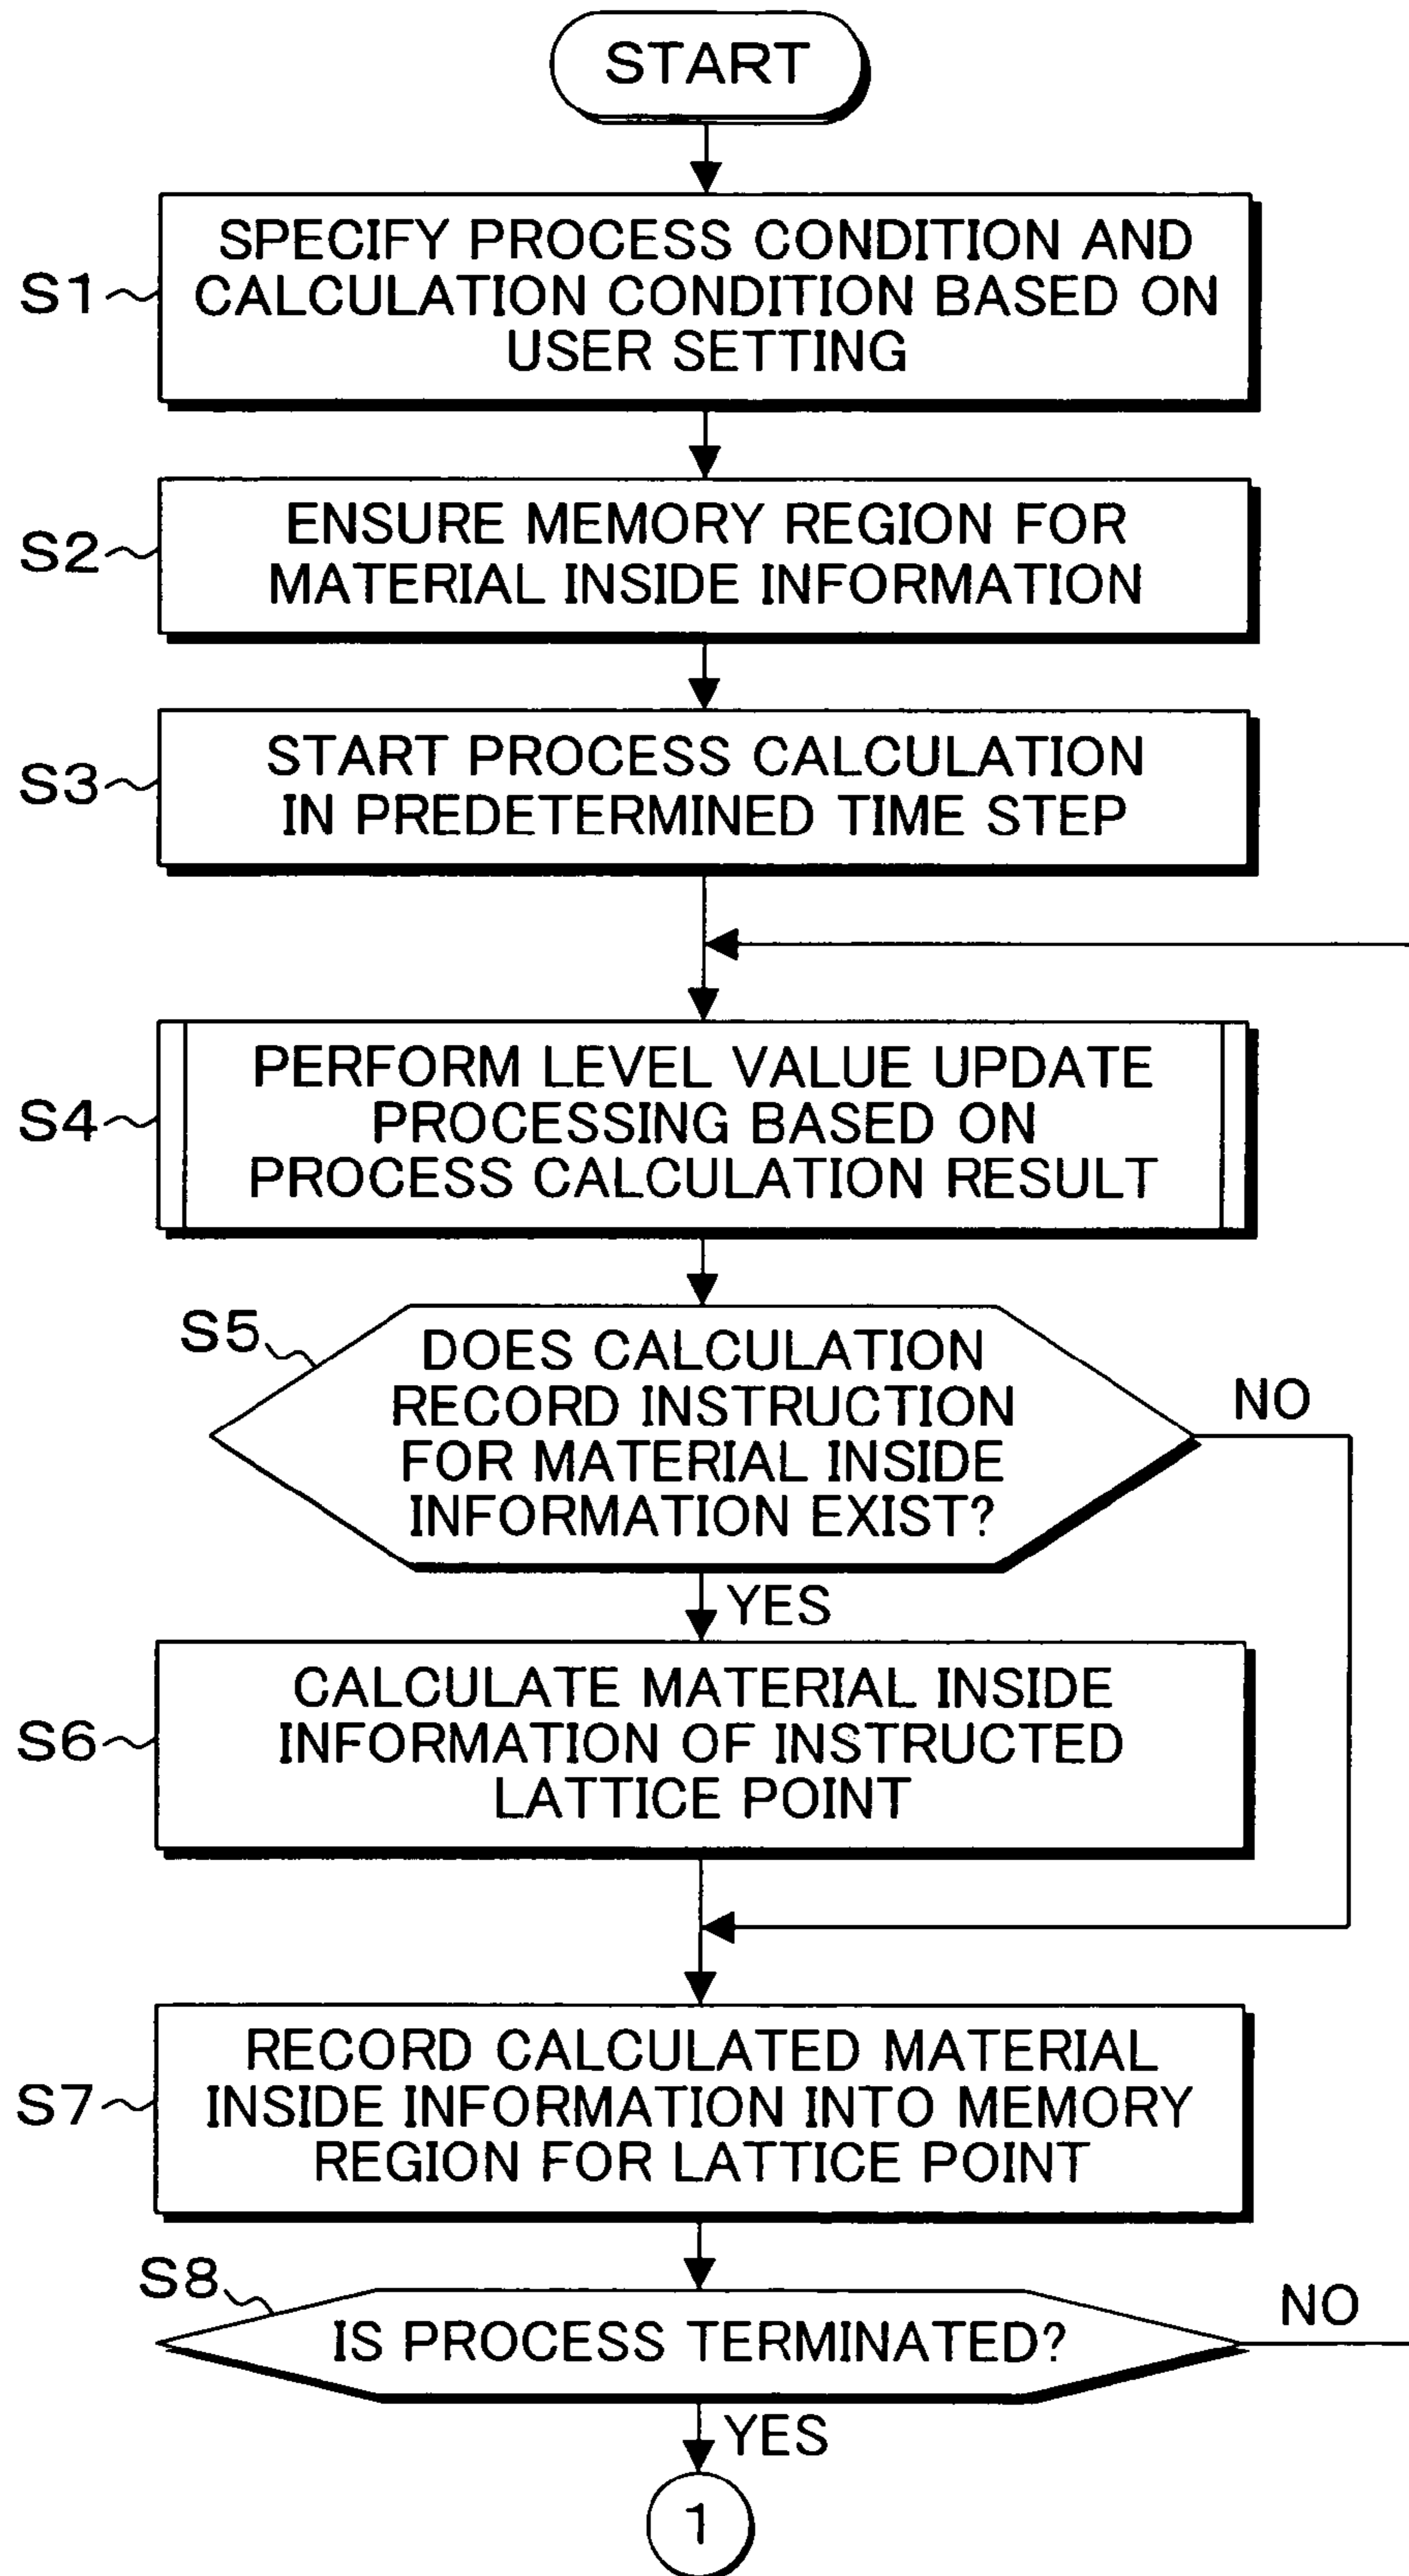 START
SPECIFY PROCESS CONDITION AND
CALCULATION CONDITION BASED ON
USER SETTING
S1
ENSURE MEMORY REGION FOR
MATERIAL INSIDE INFORMATION
S2
START PROCESS CALCULATION
IN PREDETERMINED TIME STEP
S3
PERFORM LEVEL VALUE UPDATE
PROCESSING BASED ON
PROCESS CALCULATION RESULT
S4
S5
DOES CALCULATION
RECORD INSTRUCTION
FOR MATERIAL INSIDE
INFORMATION EXIST?
NO
YES
CALCULATE MATERIAL INSIDE
INFORMATION OF INSTRUCTED
LATTICE POINT
S6
RECORD CALCULATED MATERIAL
INSIDE INFORMATION INTO MEMORY
REGION FOR LATTICE POINT
S7
S8
IS PROCESS TERMINATED?
NO
YES
1